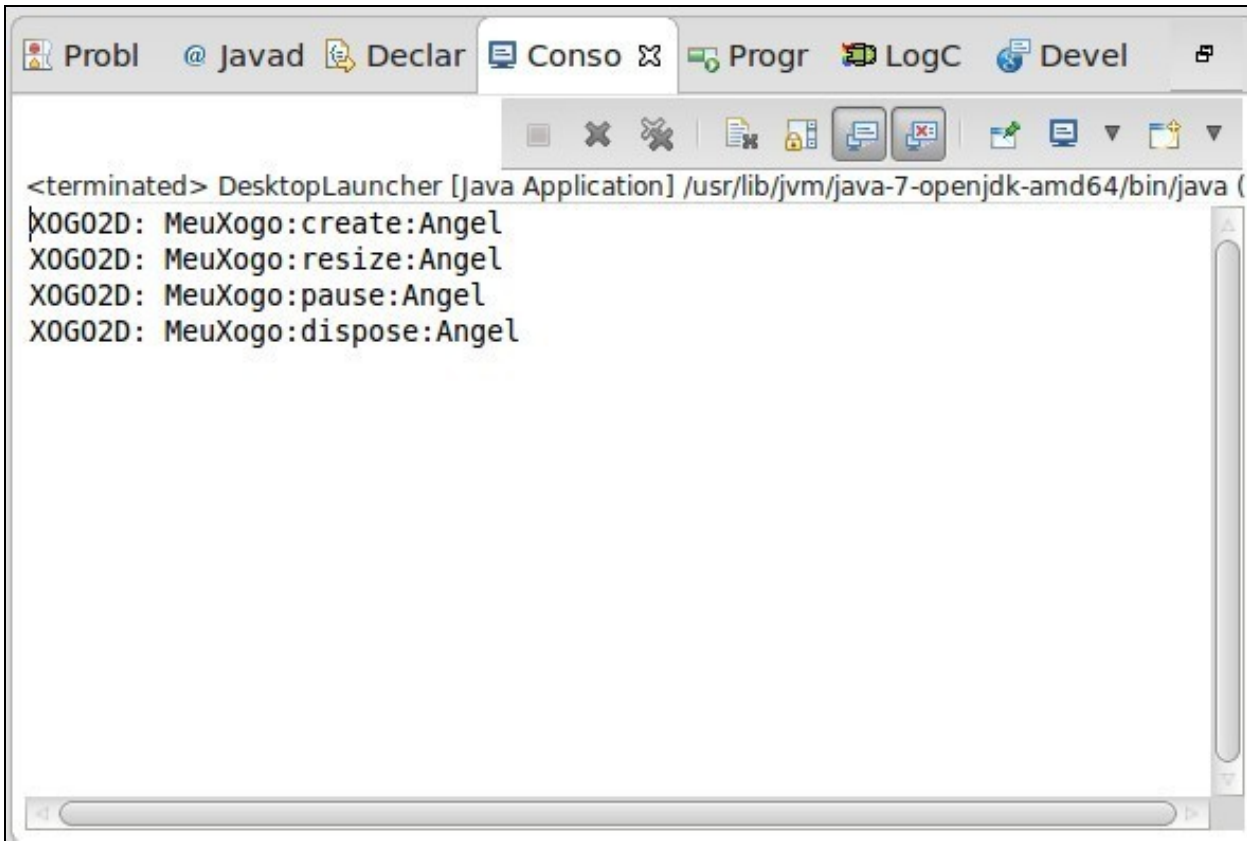 Probl @ Javad Declar Conso Progr LogC Devel
<terminated> DesktopLauncher [Java Application] /usr/lib/jvm/java-7-openjdk-amd64/bin/java (
XOGO2D: MeuXogo:create:Angel
XOGO2D: MeuXogo:resize:Angel
XOGO2D: MeuXogo:pause:Angel
XOGO2D: MeuXogo:dispose:Angel